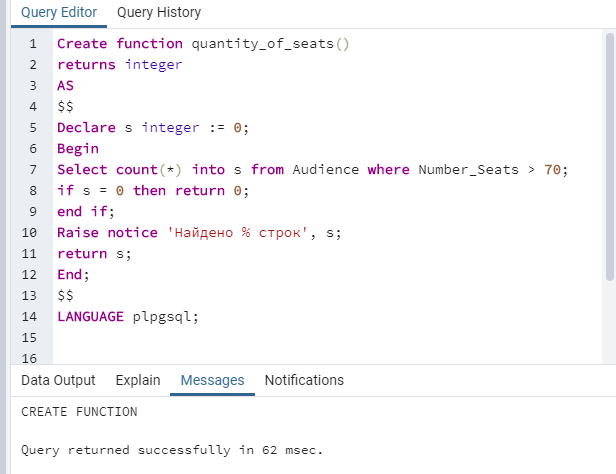 Query Editor Query History
1 Create function quantity_of_seats()
2 returns integer
3 AS
4 $$
5 Declare s integer := 0;
6 Begin
7 Select count(*) into s from Audience where Number_Seats > 70;
8 if s = 0 then return 0;
9 end if;
10 Raise notice 'Найдено % строк', s;
11 return s;
12 End;
13 $$
14 LANGUAGE plpgsql;
15
16
Data Output Explain Messages Notifications
CREATE FUNCTION
Query returned successfully in 62 msec.